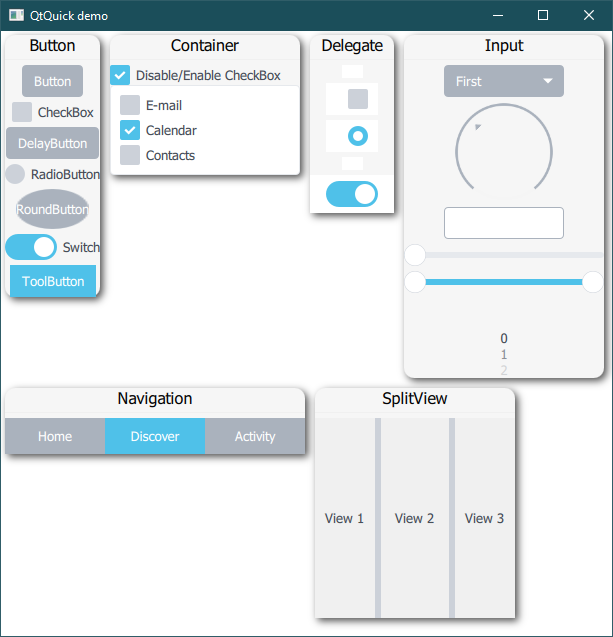 QtQuick demo
Button
Button
CheckBox
DelayButton
RadioButton
RoundButton
Switch
ToolButton
Container
Disable/Enable CheckBox
E-mail
Calendar
Contacts
Delegate
Input
First
0
1
2
Navigation
Home Discover Activity
SplitView
View 1 View 2 View 3